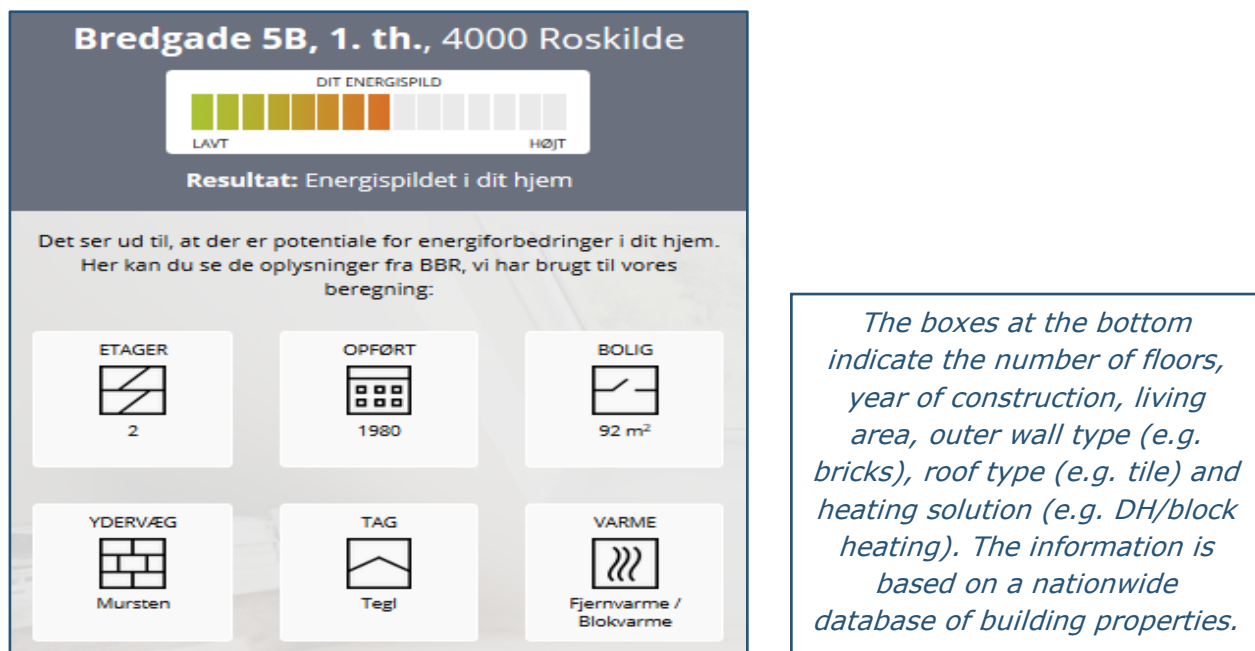 Bredgade 5B, 1. th., 4000 Roskilde
DIT ENERGISPILD
LAVT HØJT
Resultat: Energispildet i dit hjem
Det ser ud til, at der er potentiale for energiforbedringer i dit hjem.
Her kan du se de oplysninger fra BBR, vi har brugt til vores
beregning:
ETAGER
2
OPFØRT
1980
BOLIG
92 m²
YDERVÆG
Mursten
TAG
Tegl
VARME
Fjernvarme /
Blokvarme
The boxes at the bottom
indicate the number of floors,
year of construction, living
area, outer wall type (e.g.
bricks), roof type (e.g. tile) and
heating solution (e.g. DH/block
heating). The information is
based on a nationwide
database of building properties.